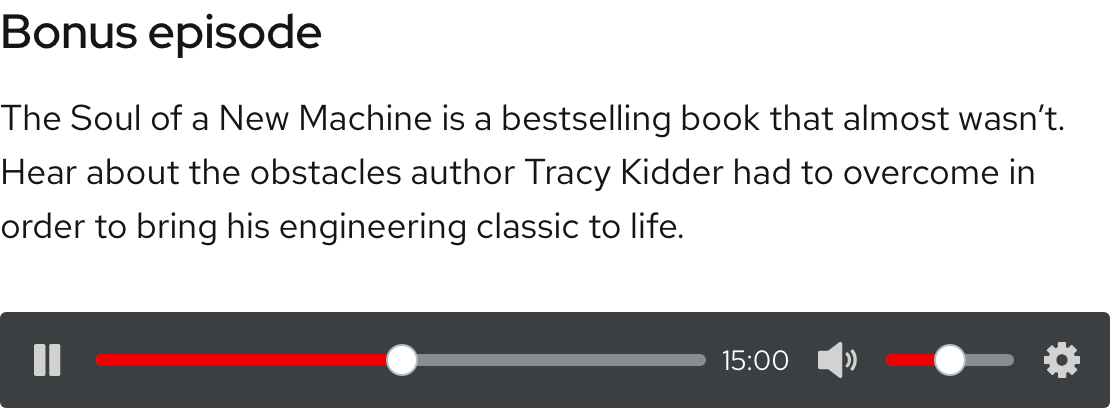 Bonus episode
The Soul of a New Machine is a bestselling book that almost wasn’t.
Hear about the obstacles author Tracy Kidder had to overcome in
order to bring his engineering classic to life.
15:00